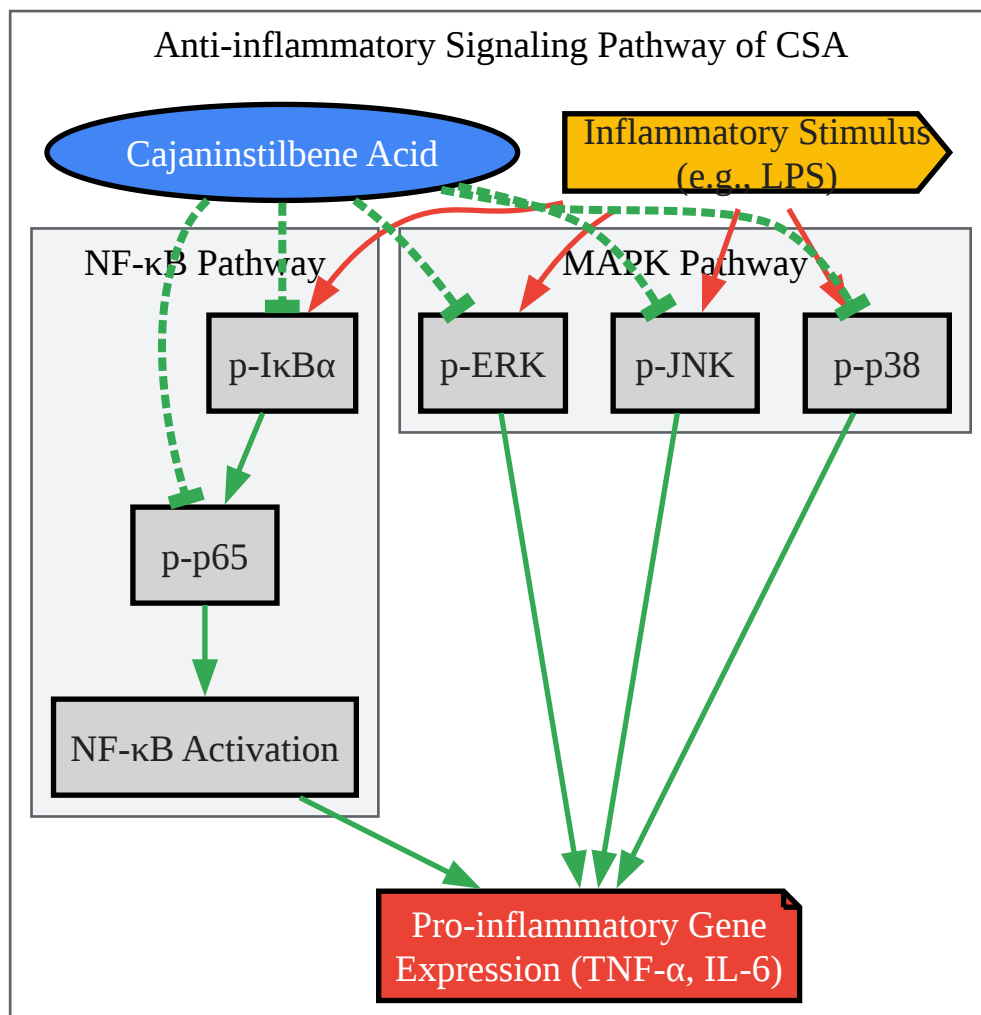 Anti-inflammatory Signaling Pathway of CSA
Cajaninstilbene Acid
Inflammatory Stimulus
(e.g., LPS)
NF-κB Pathway
MAPK Pathway
p-IκBα
p-ERK
p-JNK
p-p38
p-p65
NF-κB Activation
Pro-inflammatory Gene
Expression (TNF-α, IL-6)